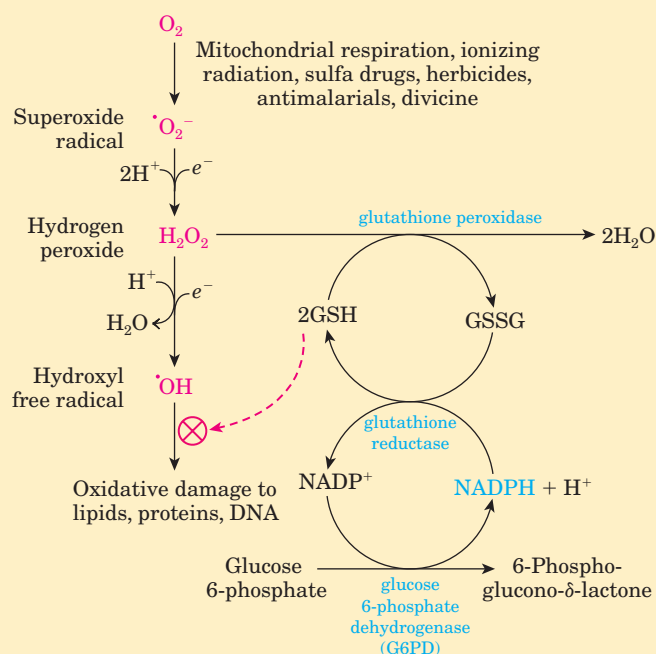 O₂
Mitochondrial respiration, ionizing
radiation, sulfa drugs, herbicides,
antimalarials, divicine
Superoxide
radical
•O₂⁻
2H⁺
e⁻
Hydrogen
peroxide
H₂O₂
glutathione peroxidase
2H₂O
H⁺
e⁻
H₂O
2GSH
GSSG
Hydroxyl
free radical
•OH
glutathione
reductase
Oxidative damage to
lipids, proteins, DNA
NADP⁺
NADPH + H⁺
Glucose
6-phosphate
glucose
6-phosphate
dehydrogenase
(G6PD)
6-Phospho-
glucono-δ-lactone